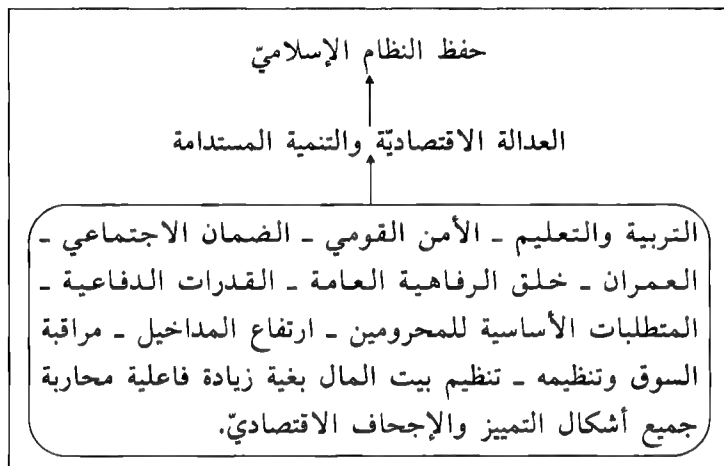 حفظ النظام الإسلاميّ
العدالة الاقتصاديّة والتنمية المستدامة
التربية والتعليم ـ الأمن القومي ـ الضمان الاجتماعي ـ
العمران ـ خلق الرفاهية العامة ـ القدرات الدفاعية ـ
المتطلبات الأساسية للمحرومين ـ ارتفاع المداخيل ـ مراقبة
السوق وتنظيمه ـ تنظيم بيت المال بغية زيادة فاعلية محاربة
جميع أشكال التمييز والإجحاف الاقتصاديّ.